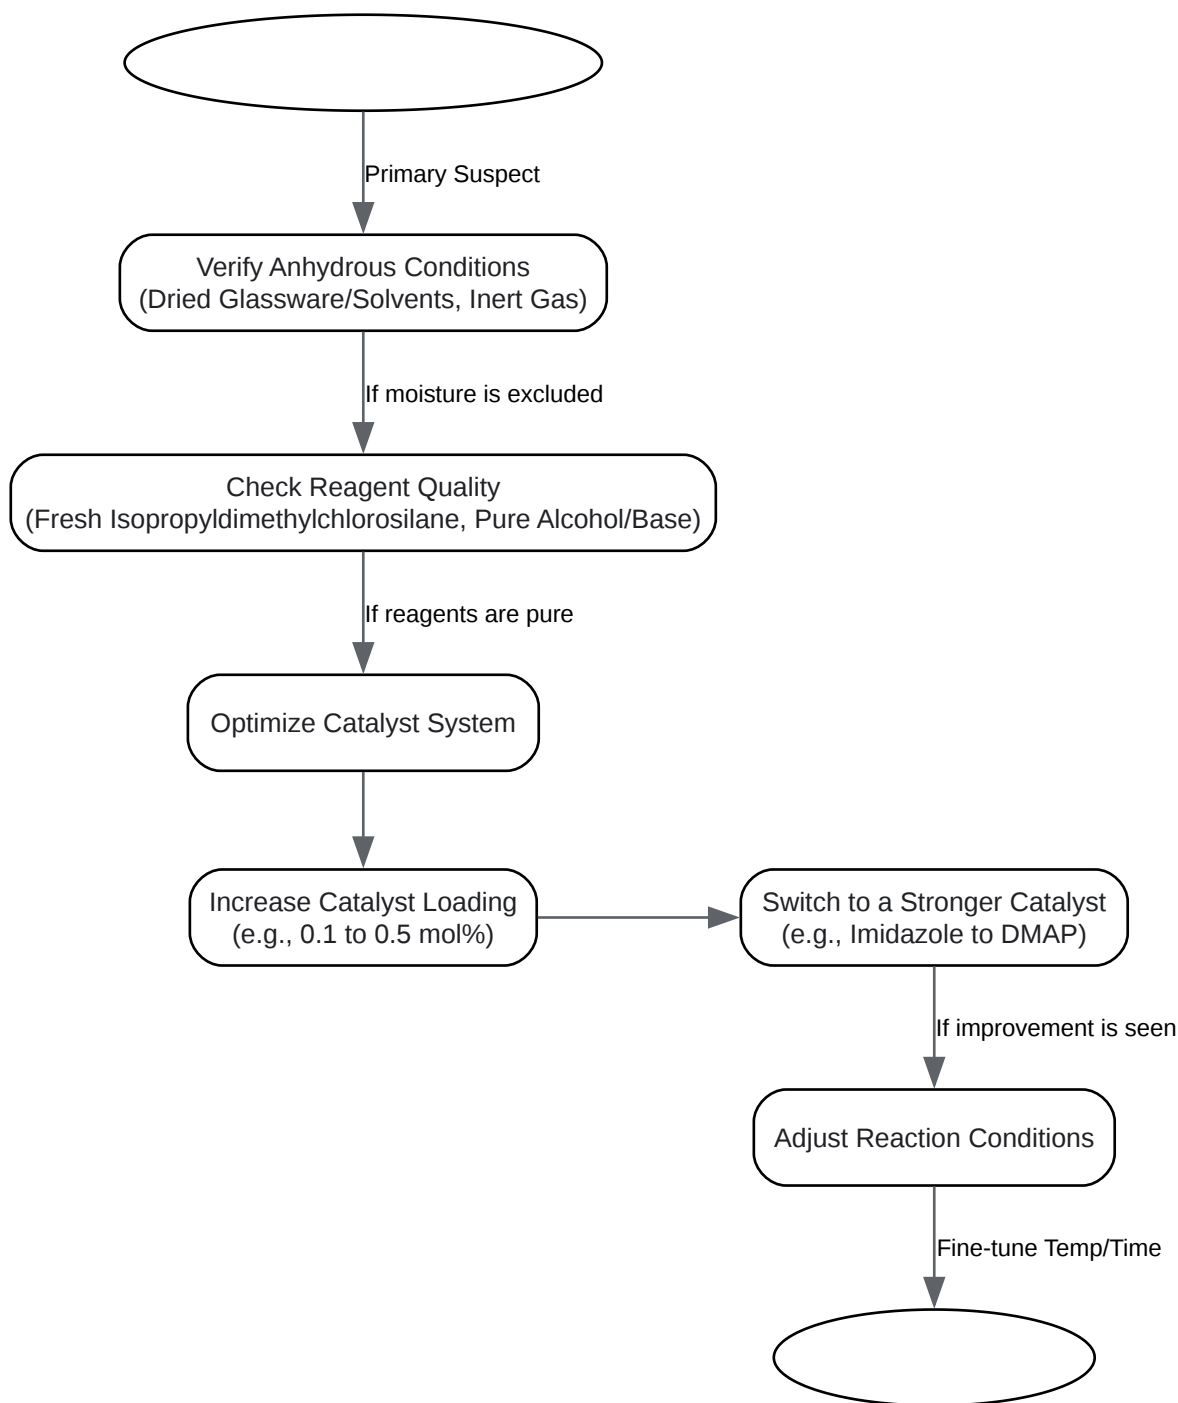 Primary Suspect
Verify Anhydrous Conditions
(Dried Glassware/Solvents, Inert Gas)
If moisture is excluded
Check Reagent Quality
(Fresh Isopropyldimethylchlorosilane, Pure Alcohol/Base)
If reagents are pure
Optimize Catalyst System
Increase Catalyst Loading
(e.g., 0.1 to 0.5 mol%)
Switch to a Stronger Catalyst
(e.g., Imidazole to DMAP)
If improvement is seen
Adjust Reaction Conditions
Fine-tune Temp/Time